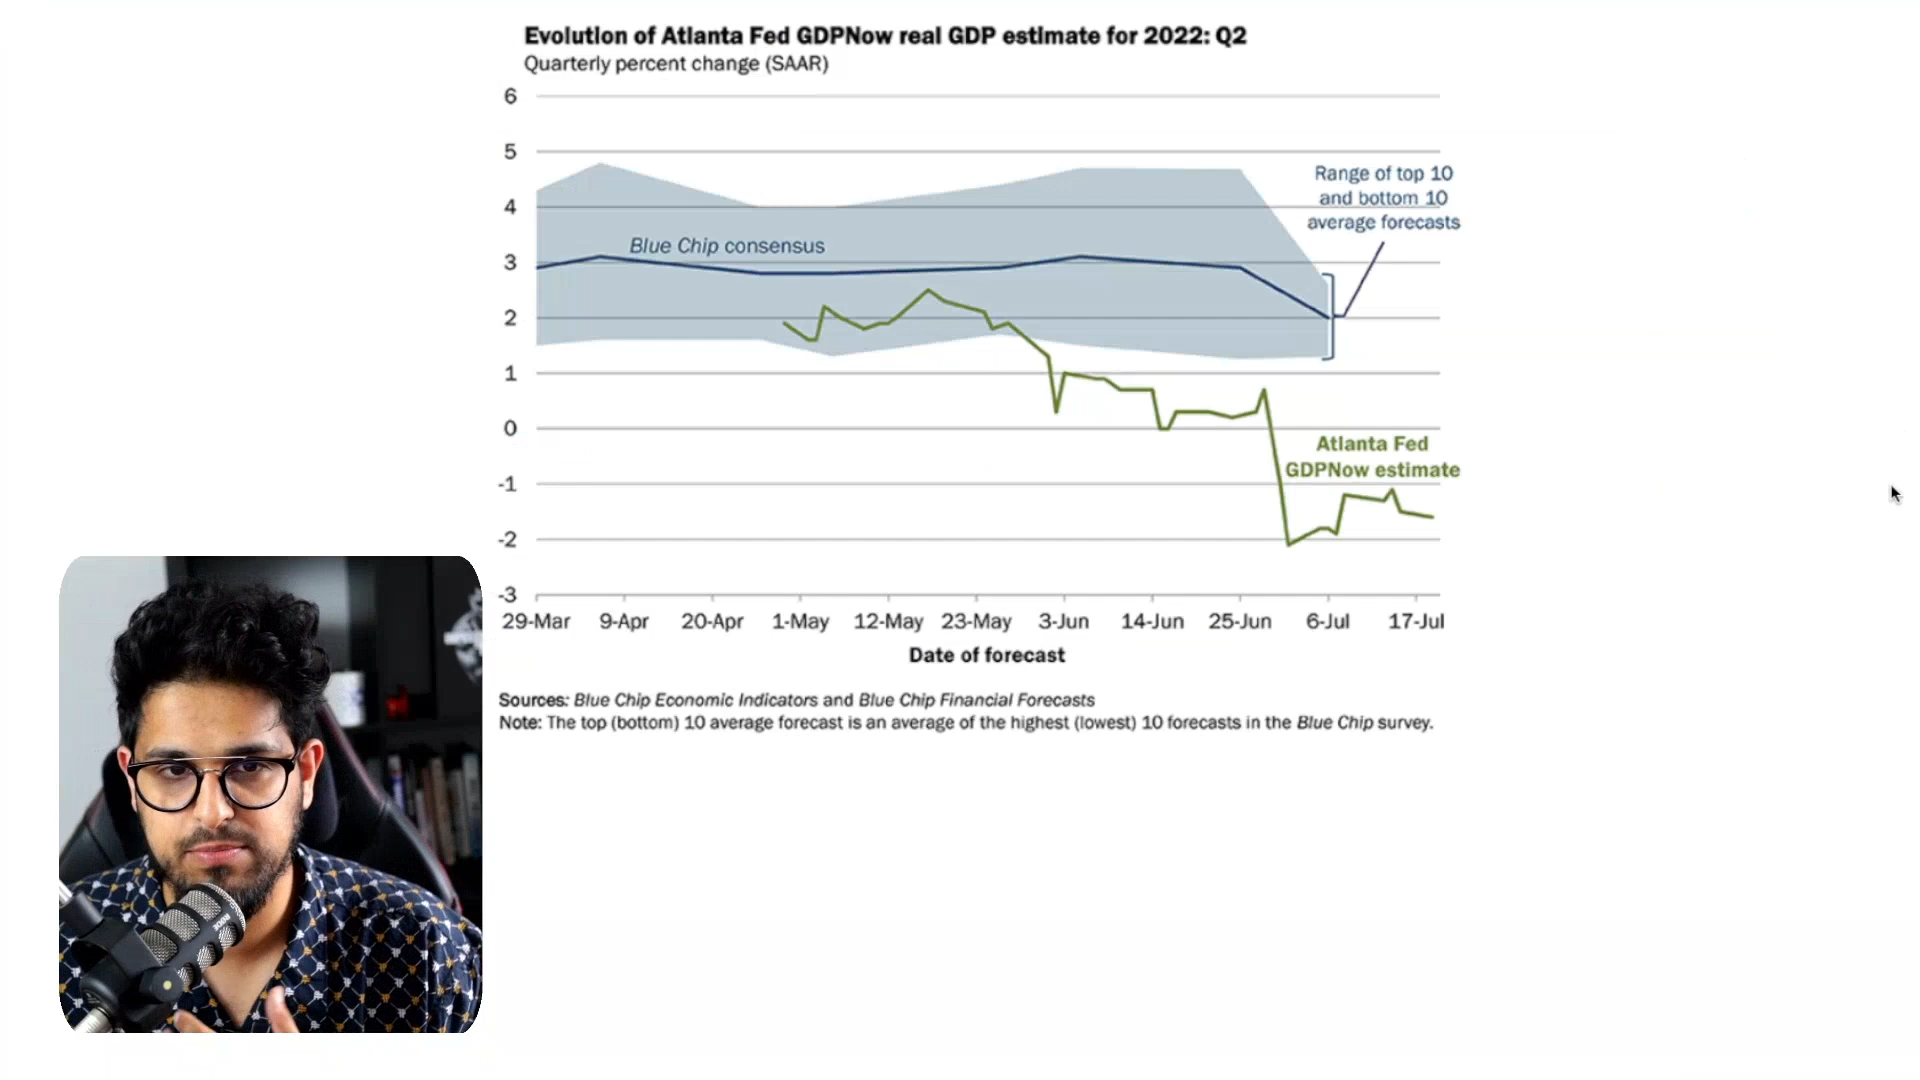 Evolution of Atlanta Fed GDPNow real GDP estimate for 2022: Q2
Quarterly percent change (SAAR)
6
5
4
3
2
1
0
-1
-2
-3
Range of top 10
and bottom 10
average forecasts
Blue Chip consensus
Atlanta Fed
GDPNow estimate
29-Mar 9-Apr 20-Apr 1-May 12-May 23-May 3-Jun 14-Jun 25-Jun 6-Jul 17-Jul
Date of forecast
Sources: Blue Chip Economic Indicators and Blue Chip Financial Forecasts
Note: The top (bottom) 10 average forecast is an average of the highest (lowest) 10 forecasts in the Blue Chip survey.
RODE